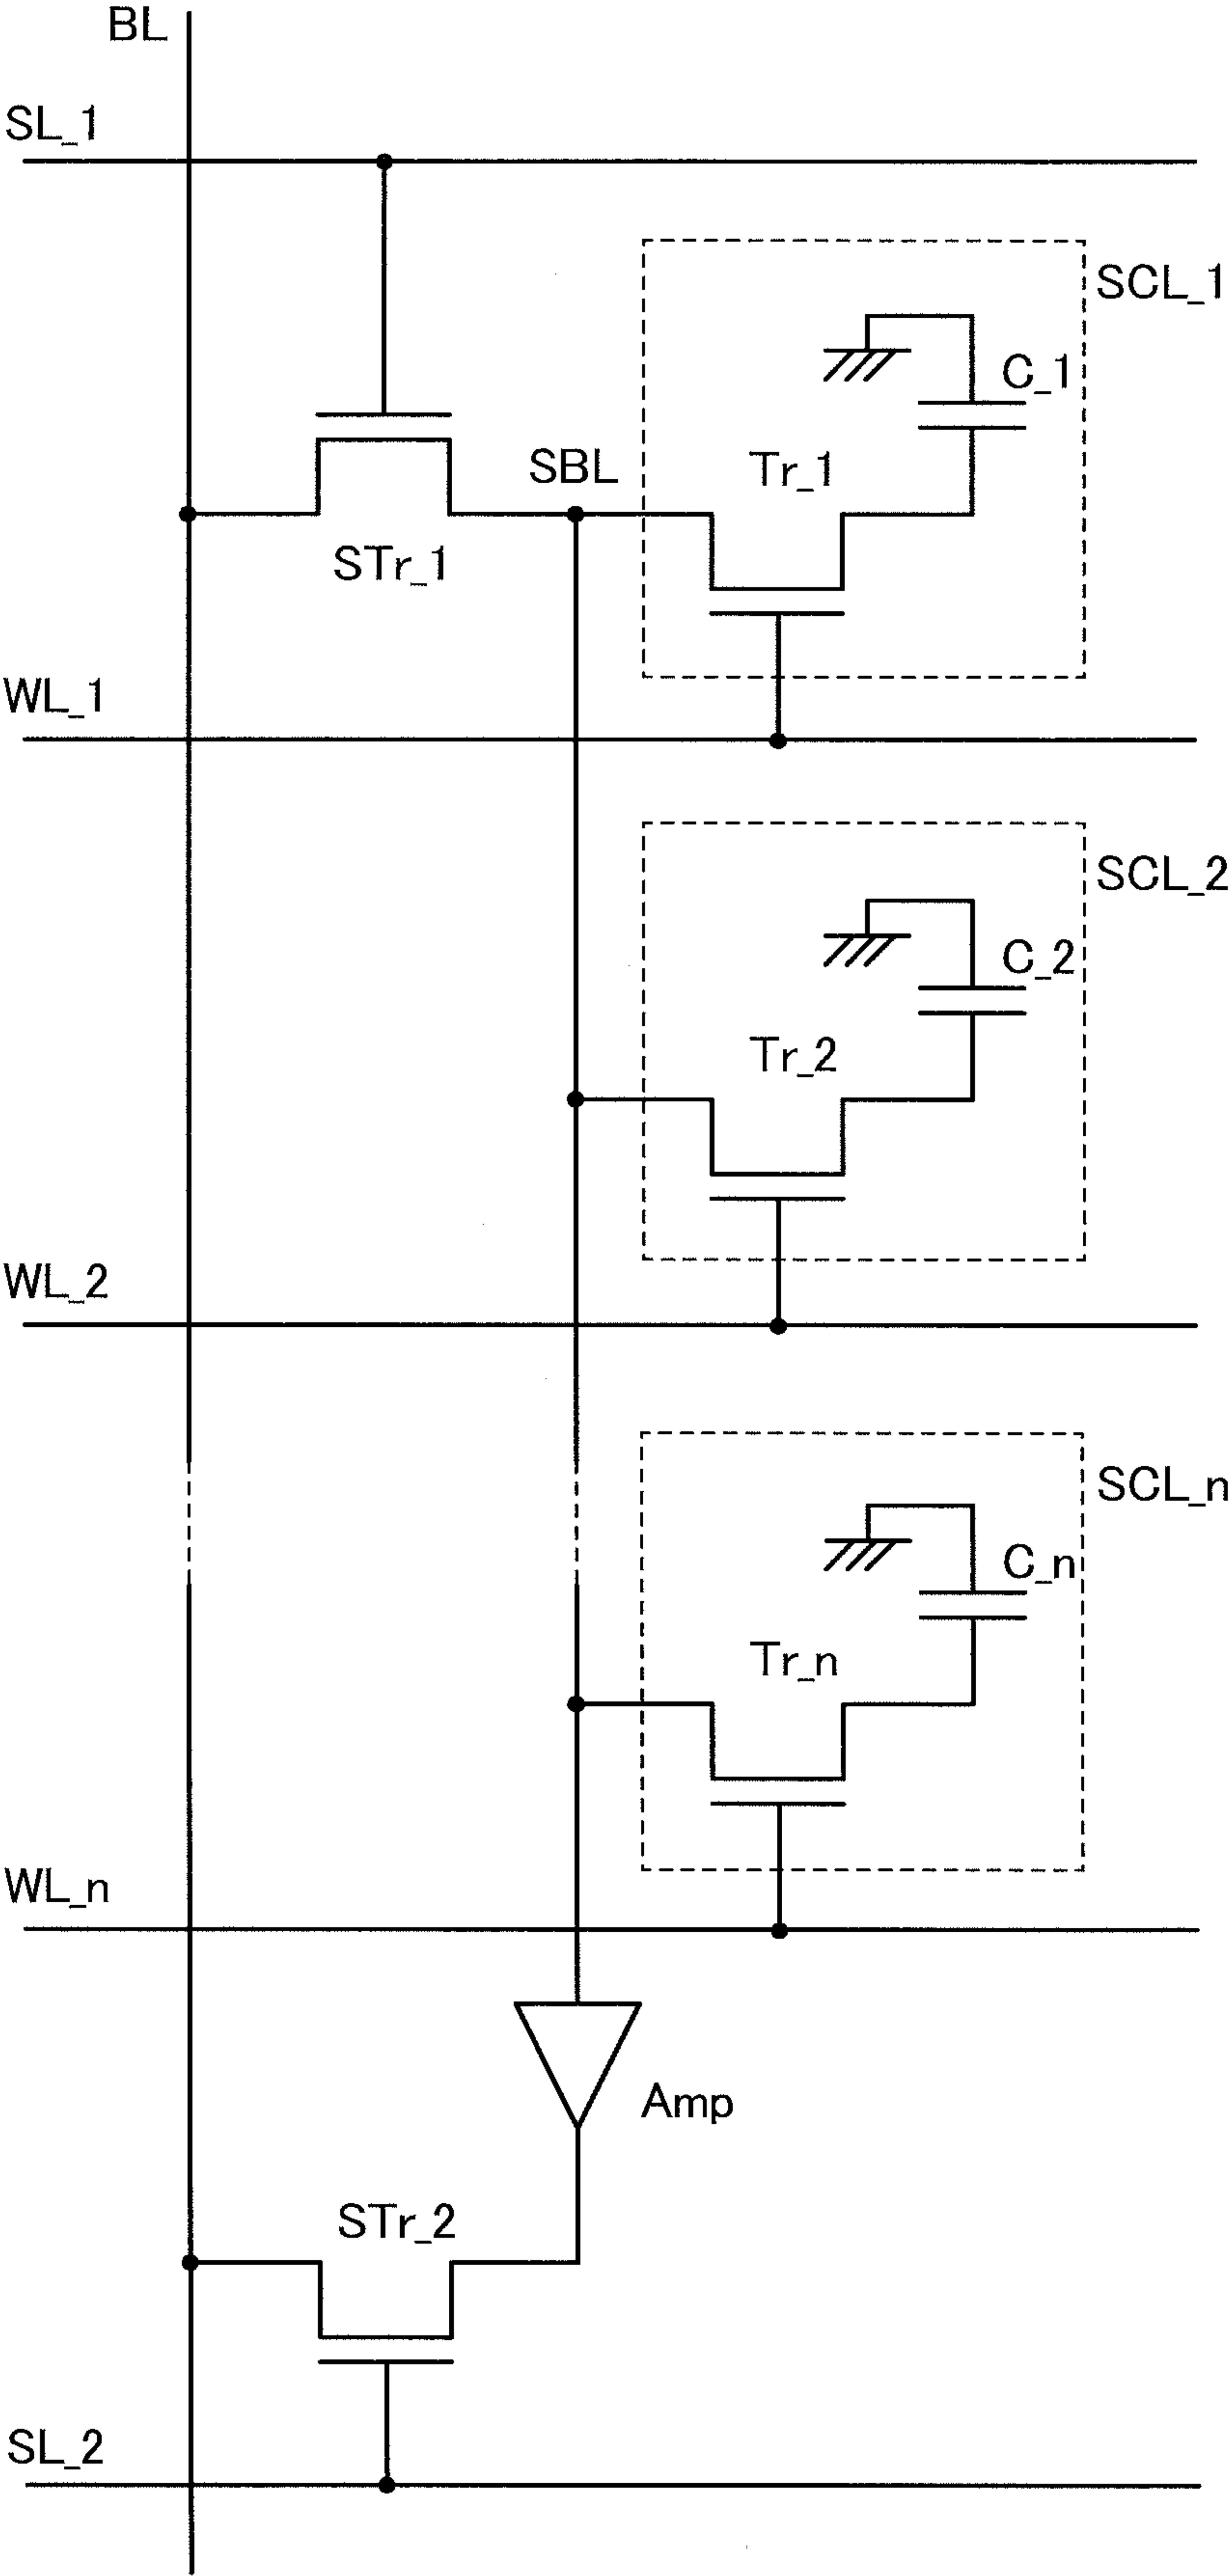 BL
SL_1
SCL_1
C_1
Tr_1
SBL
STr_1
WL_1
SCL_2
C_2
Tr_2
WL_2
SCL_n
C_n
Tr_n
WL_n
Amp
STr_2
SL_2